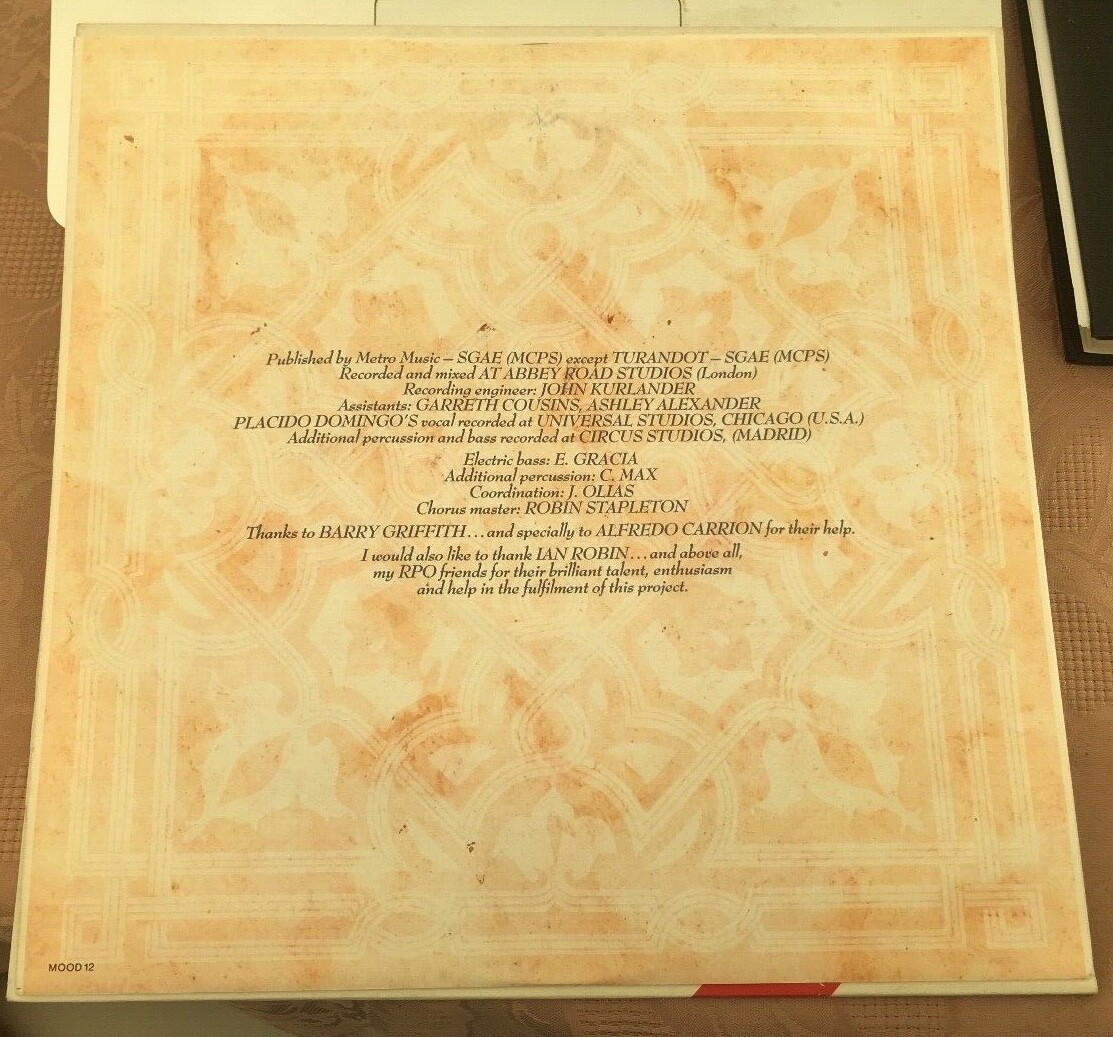 Published by Metro Music – SGAE (MCPS) except TURANDOT – SGAE (MCPS)
Recorded and mixed AT ABBEY ROAD STUDIOS (London)
Recording engineer: JOHN KURLANDER
Assistants: GARRETH COUSINS, ASHLEY ALEXANDER
PLACIDO DOMINGO'S vocal recorded at UNIVERSAL STUDIOS, CHICAGO (U.S.A.)
Additional percussion and bass recorded at CIRCUS STUDIOS, (MADRID)
Electric bass: E. GRACIA
Additional percussion: C. MAX
Coordination: J. OLIAS
Chorus master: ROBIN STAPLETON
Thanks to BARRY GRIFFITH...and specially to ALFREDO CARRION for their help.
I would also like to thank IAN ROBIN...and above all,
my RPO friends for their brilliant talent, enthusiasm
and help in the fulfilment of this project.
MOOD 12